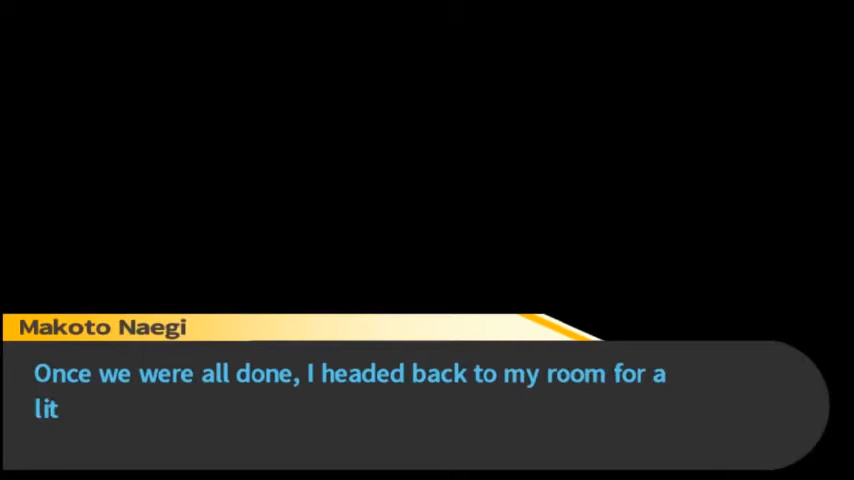 Makoto Naegi
Once we were all done, I headed back to my room for a
lit